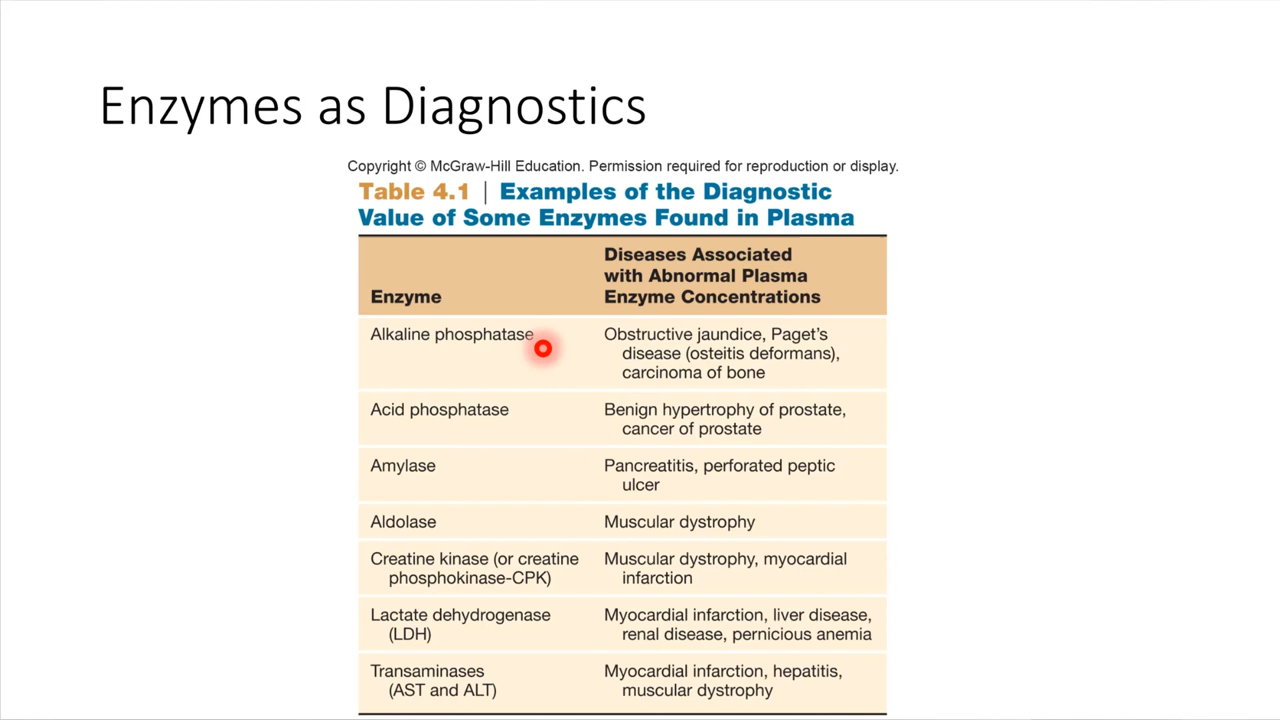 Enzymes as Diagnostics
Copyright © McGraw-Hill Education. Permission required for reproduction or display.
Table 4.1 | Examples of the Diagnostic
Value of Some Enzymes Found in Plasma
Enzyme
Diseases Associated
with Abnormal Plasma
Enzyme Concentrations
Alkaline phosphatase
Obstructive jaundice, Paget's
disease (osteitis deformans),
carcinoma of bone
Acid phosphatase
Benign hypertrophy of prostate,
cancer of prostate
Amylase
Pancreatitis, perforated peptic
ulcer
Aldolase
Muscular dystrophy
Creatine kinase (or creatine
phosphokinase-CPK)
Muscular dystrophy, myocardial
infarction
Lactate dehydrogenase
(LDH)
Myocardial infarction, liver disease,
renal disease, pernicious anemia
Transaminases
(AST and ALT)
Myocardial infarction, hepatitis,
muscular dystrophy